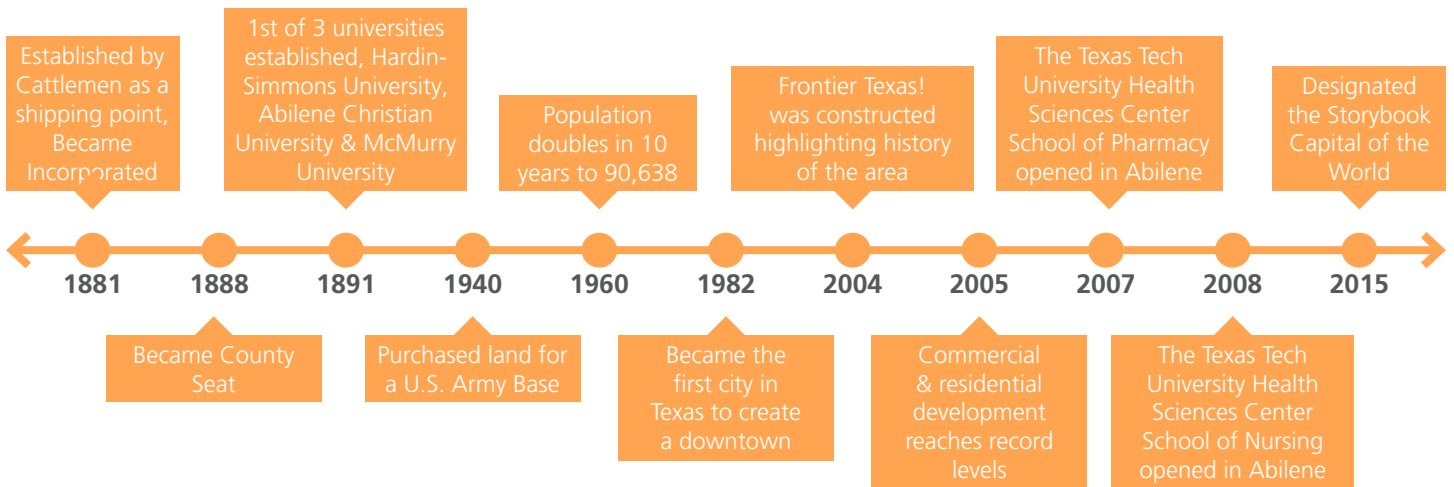 Established by
Cattlemen as a
shipping point,
Became
Incorporated
1st of 3 universities
established, Hardin-
Simmons University,
Abilene Christian
University & McMurry
University
Population
doubles in 10
years to 90,638
Frontier Texas!
was constructed
highlighting history
of the area
The Texas Tech
University Health
Sciences Center
School of Pharmacy
opened in Abilene
Designated
the Storybook
Capital of the
World
1881
1888
1891
1940
1960
1982
2004
2005
2007
2008
2015
Became County
Seat
Purchased land for
a U.S. Army Base
Became the
first city in
Texas to create
a downtown
Commercial
& residential
development
reaches record
levels
The Texas Tech
University Health
Sciences Center
School of Nursing
opened in Abilene